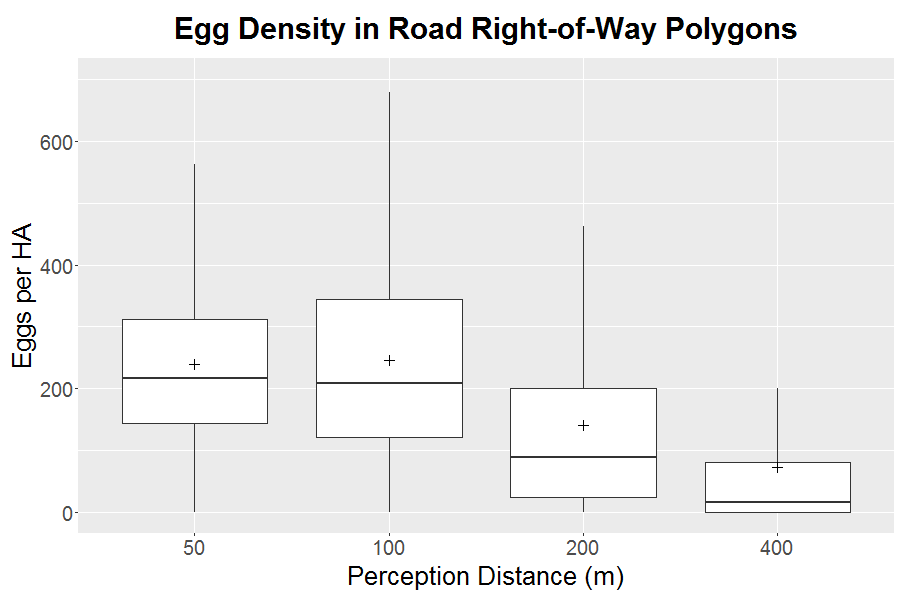 Egg Density in Road Right-of-Way Polygons
Eggs per HA
600
400
200
0
50 100 200 400
Perception Distance (m)